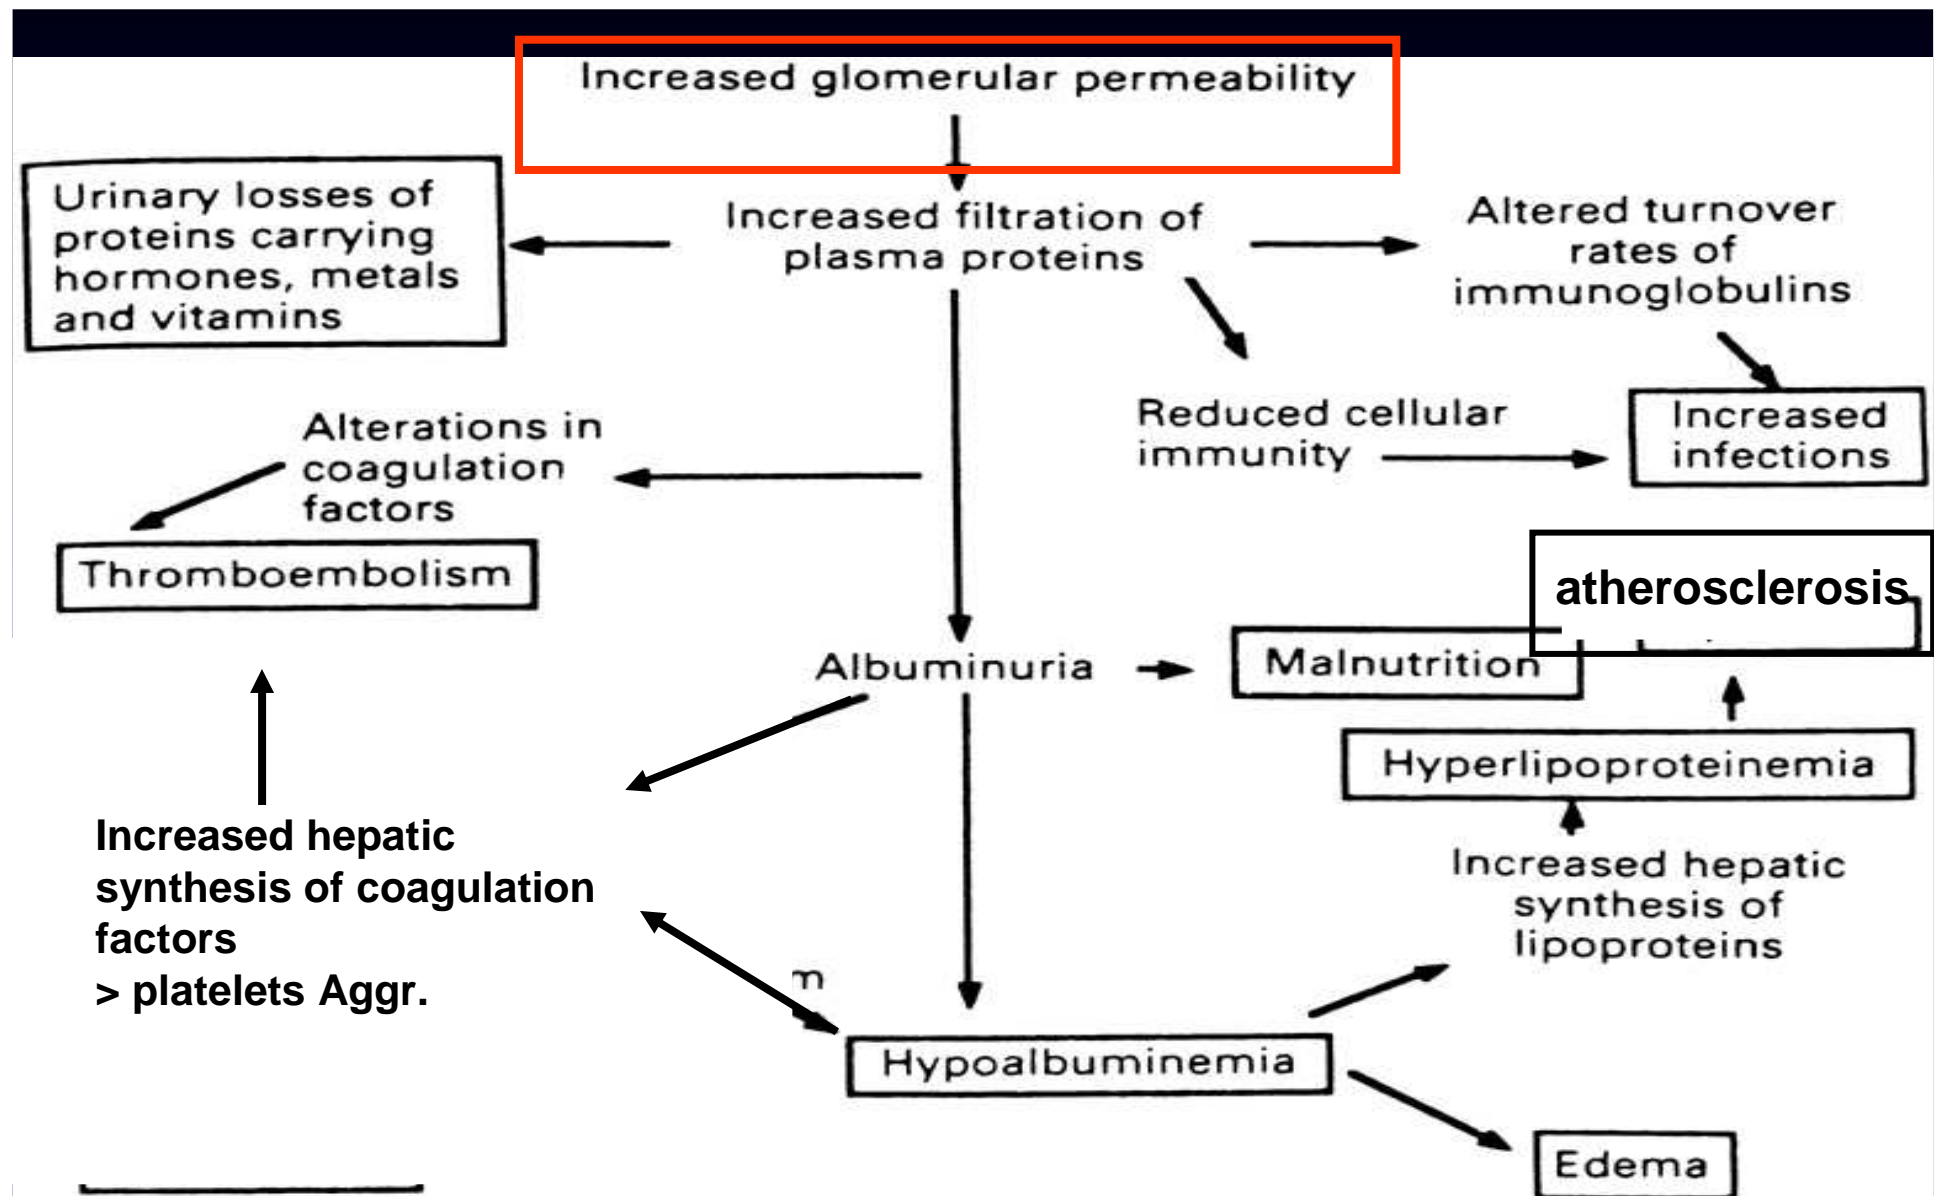 Increased glomerular permeability
Urinary losses of
proteins carrying
hormones, metals
and vitamins
Increased filtration of
plasma proteins
Altered turnover
rates of
immunoglobulins
Alterations in
coagulation
factors
Reduced cellular
immunity
Increased
infections
Thromboembolism
atherosclerosis
Albuminuria
Malnutrition
Hyperlipoproteinemia
Increased hepatic
synthesis of coagulation
factors
> platelets Aggr.
Increased hepatic
synthesis of
lipoproteins
m
Hypoalbuminemia
Edema